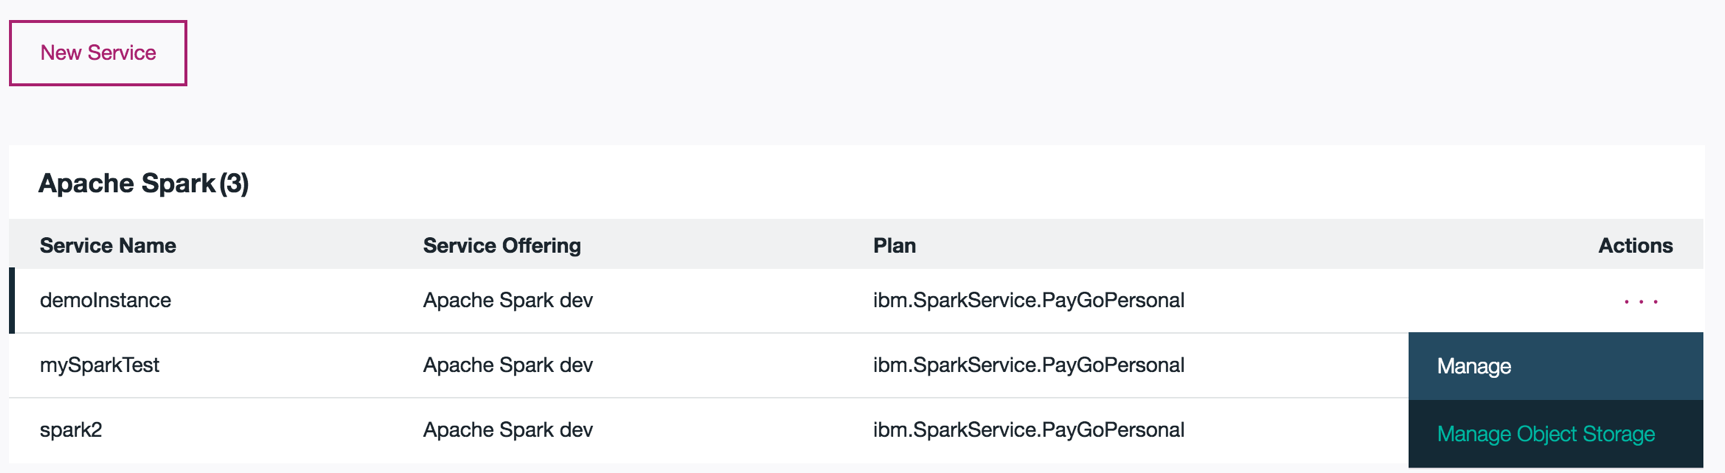 New Service
Apache Spark (3)
Service Name Service Offering Plan Actions
demoInstance Apache Spark dev ibm.SparkService.PayGoPersonal ...
mySparkTest Apache Spark dev ibm.SparkService.PayGoPersonal Manage
spark2 Apache Spark dev ibm.SparkService.PayGoPersonal Manage Object Storage